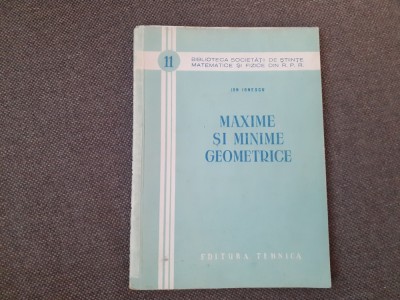 11
BIBLIOTECA SOCIETĂȚII DE ȘTIINȚE
MATEMATICE ȘI FIZICE DIN R.P.R.
ION IONESCU
MAXIME
ȘI MINIME
GEOMETRICE
EDITURA TEHNICĂ